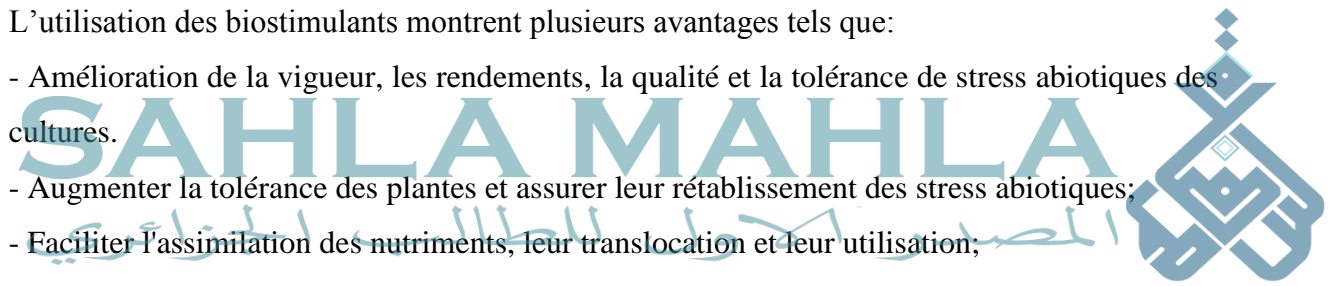 L’utilisation des biostimulants montrent plusieurs avantages tels que:
- Amélioration de la vigueur, les rendements, la qualité et la tolérance de stress abiotiques des
SAHLA MAHLA
cultures.
- Augmenter la tolérance des plantes et assurer leur rétablissement des stress abiotiques;
المصدر الاول للطالب الجزائري
- Faciliter l'assimilation des nutriments, leur translocation et leur utilisation;